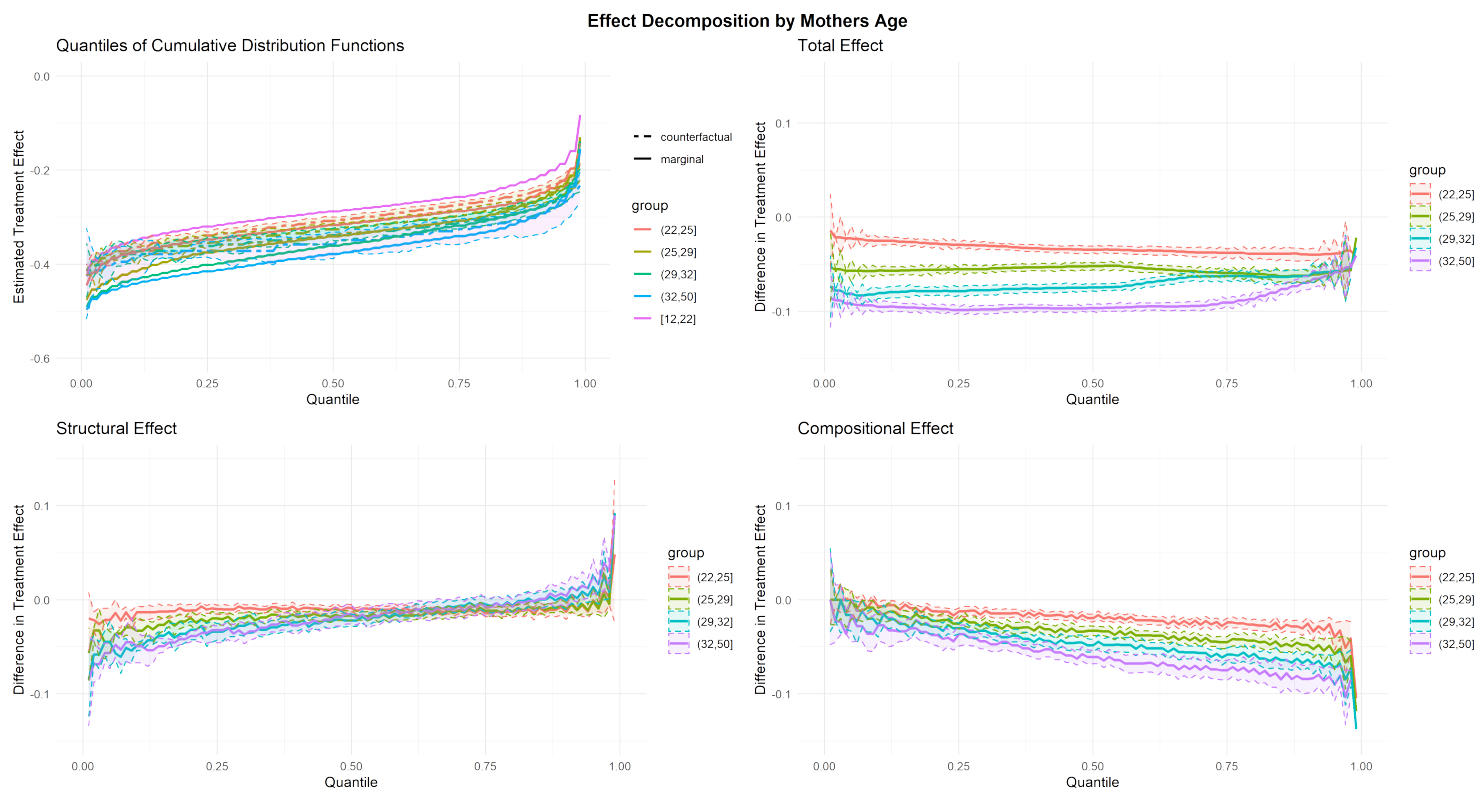 Effect Decomposition by Mothers Age
Quantiles of Cumulative Distribution Functions
Estimated Treatment Effect
0.0
-0.2
-0.4
-0.6
0.00 0.25 0.50 0.75 1.00
Quantile
counterfactual
marginal
group
(22,25]
(25,29]
(29,32]
(32,50]
[12,22]
Total Effect
Difference in Treatment Effect
0.1
0.0
-0.1
0.00 0.25 0.50 0.75 1.00
Quantile
group
(22,25]
(25,29]
(29,32]
(32,50]
Structural Effect
Difference in Treatment Effect
0.1
0.0
-0.1
0.00 0.25 0.50 0.75 1.00
Quantile
group
(22,25]
(25,29]
(29,32]
(32,50]
Compositional Effect
Difference in Treatment Effect
0.1
0.0
-0.1
0.00 0.25 0.50 0.75 1.00
Quantile
group
(22,25]
(25,29]
(29,32]
(32,50]